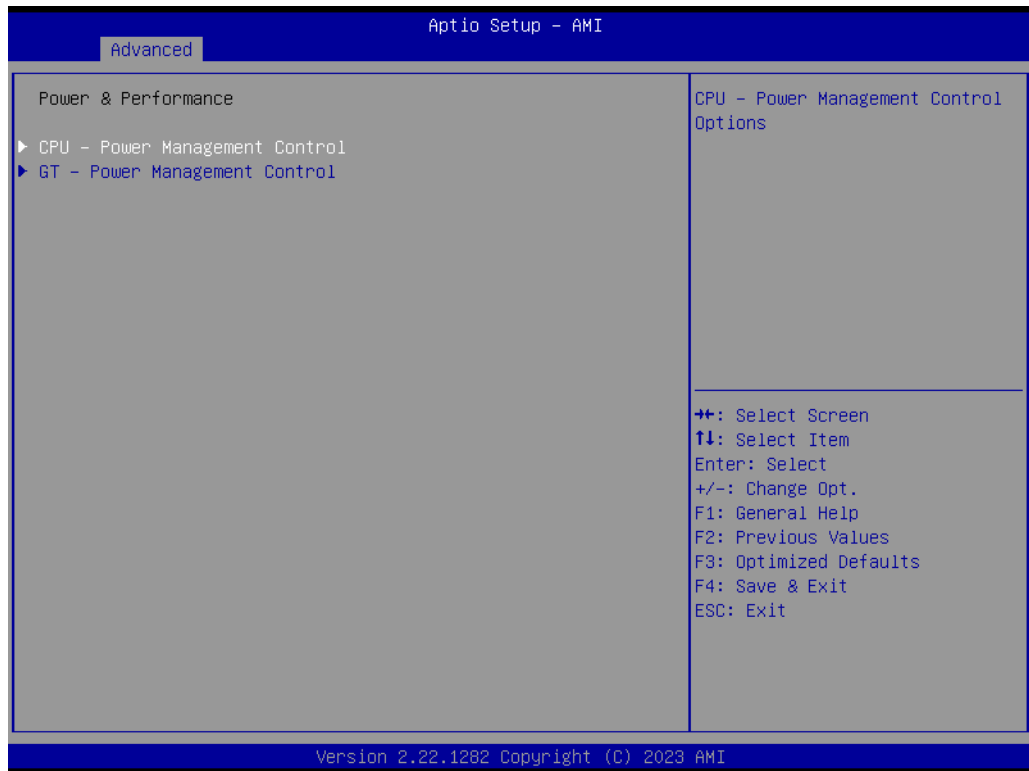 Aptio Setup – AMI
Advanced
Power & Performance
▶ CPU – Power Management Control
▶ GT – Power Management Control
CPU – Power Management Control
Options
→←: Select Screen
↑↓: Select Item
Enter: Select
+/-: Change Opt.
F1: General Help
F2: Previous Values
F3: Optimized Defaults
F4: Save & Exit
ESC: Exit
Version 2.22.1282 Copyright (C) 2023 AMI